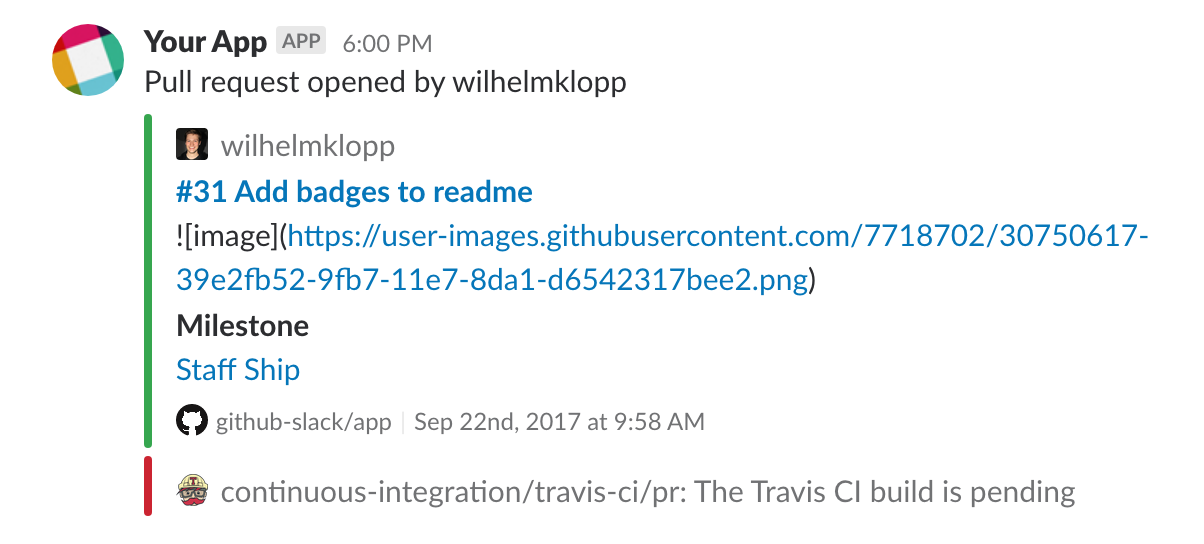 Your App APP 6:00 PM
Pull request opened by wilhelmklopp
wilhelmklopp
#31 Add badges to readme
![image](https://user-images.githubusercontent.com/7718702/30750617-
39e2fb52-9fb7-11e7-8da1-d6542317bee2.png)
Milestone
Staff Ship
github-slack/app | Sep 22nd, 2017 at 9:58 AM
continuous-integration/travis-ci/pr: The Travis CI build is pending